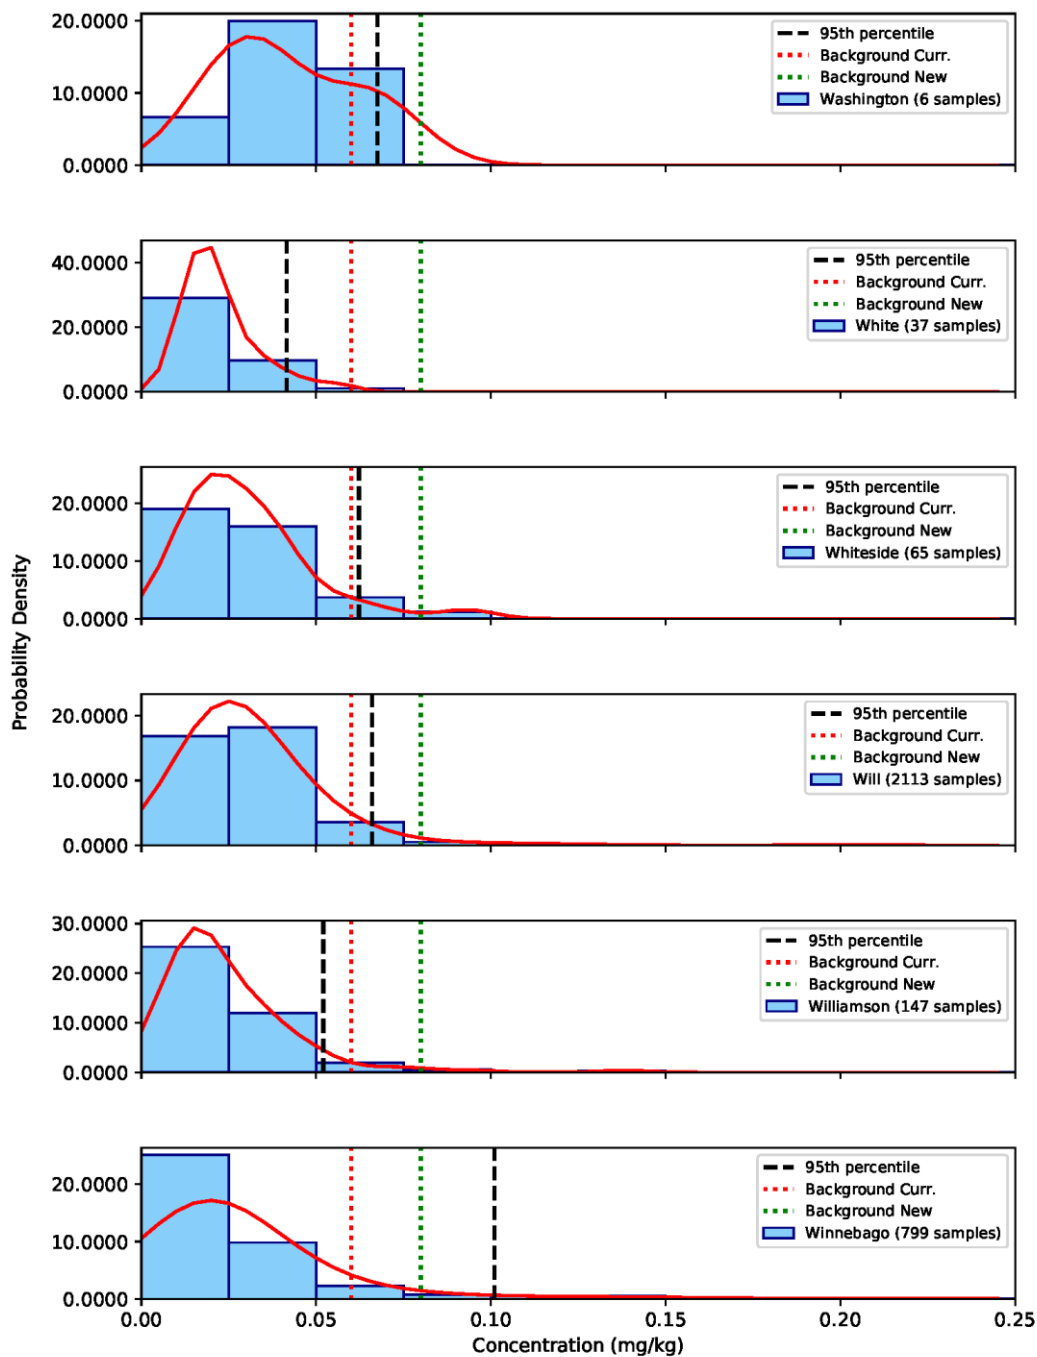 20.0000
10.0000
0.0000
95th percentile
Background Curr.
Background New
Washington (6 samples)
40.0000
20.0000
0.0000
95th percentile
Background Curr.
Background New
White (37 samples)
20.0000
10.0000
0.0000
95th percentile
Background Curr.
Background New
Whiteside (65 samples)
Probability Density
20.0000
10.0000
0.0000
95th percentile
Background Curr.
Background New
Will (2113 samples)
30.0000
20.0000
10.0000
0.0000
95th percentile
Background Curr.
Background New
Williamson (147 samples)
20.0000
10.0000
0.0000
95th percentile
Background Curr.
Background New
Winnebago (799 samples)
0.00 0.05 0.10 0.15 0.20 0.25
Concentration (mg/kg)